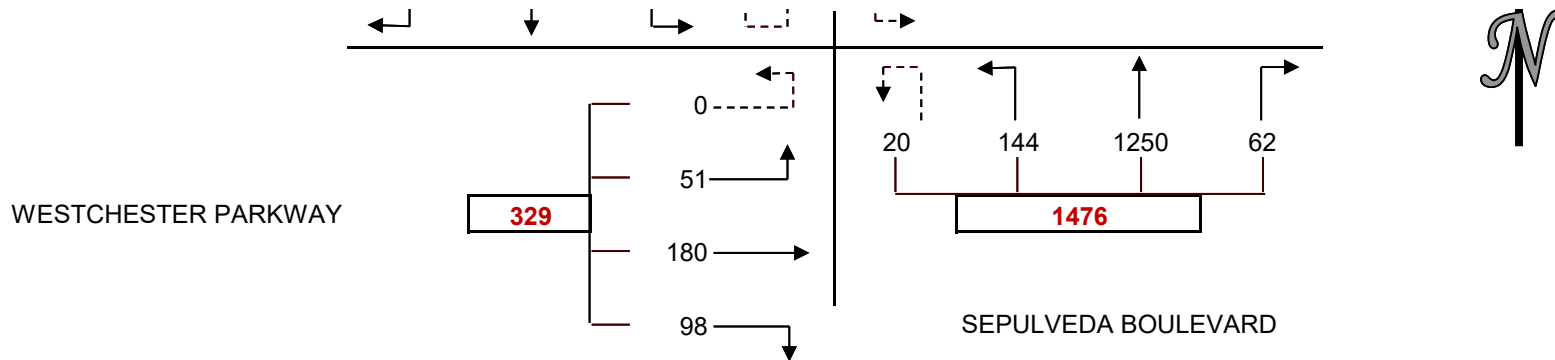 N
0
20 144 1250 62
51
WESTCHESTER PARKWAY 329 1476
180
98 SEPULVEDA BOULEVARD